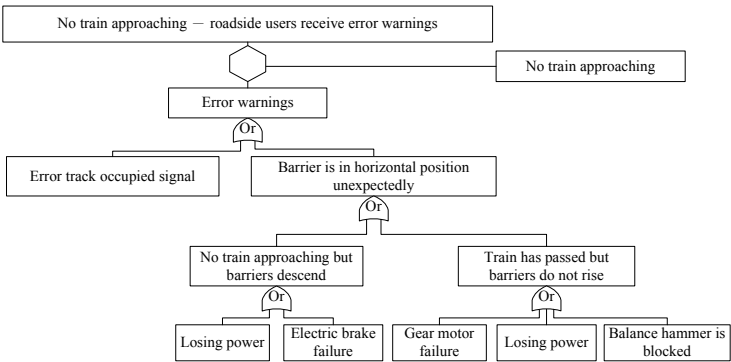 No train approaching — roadside users receive error warnings
No train approaching
Error warnings
Or
Error track occupied signal
Barrier is in horizontal position
unexpectedly
Or
No train approaching but
barriers descend
Train has passed but
barriers do not rise
Or
Or
Losing power
Electric brake
failure
Gear motor
failure
Losing power
Balance hammer is
blocked